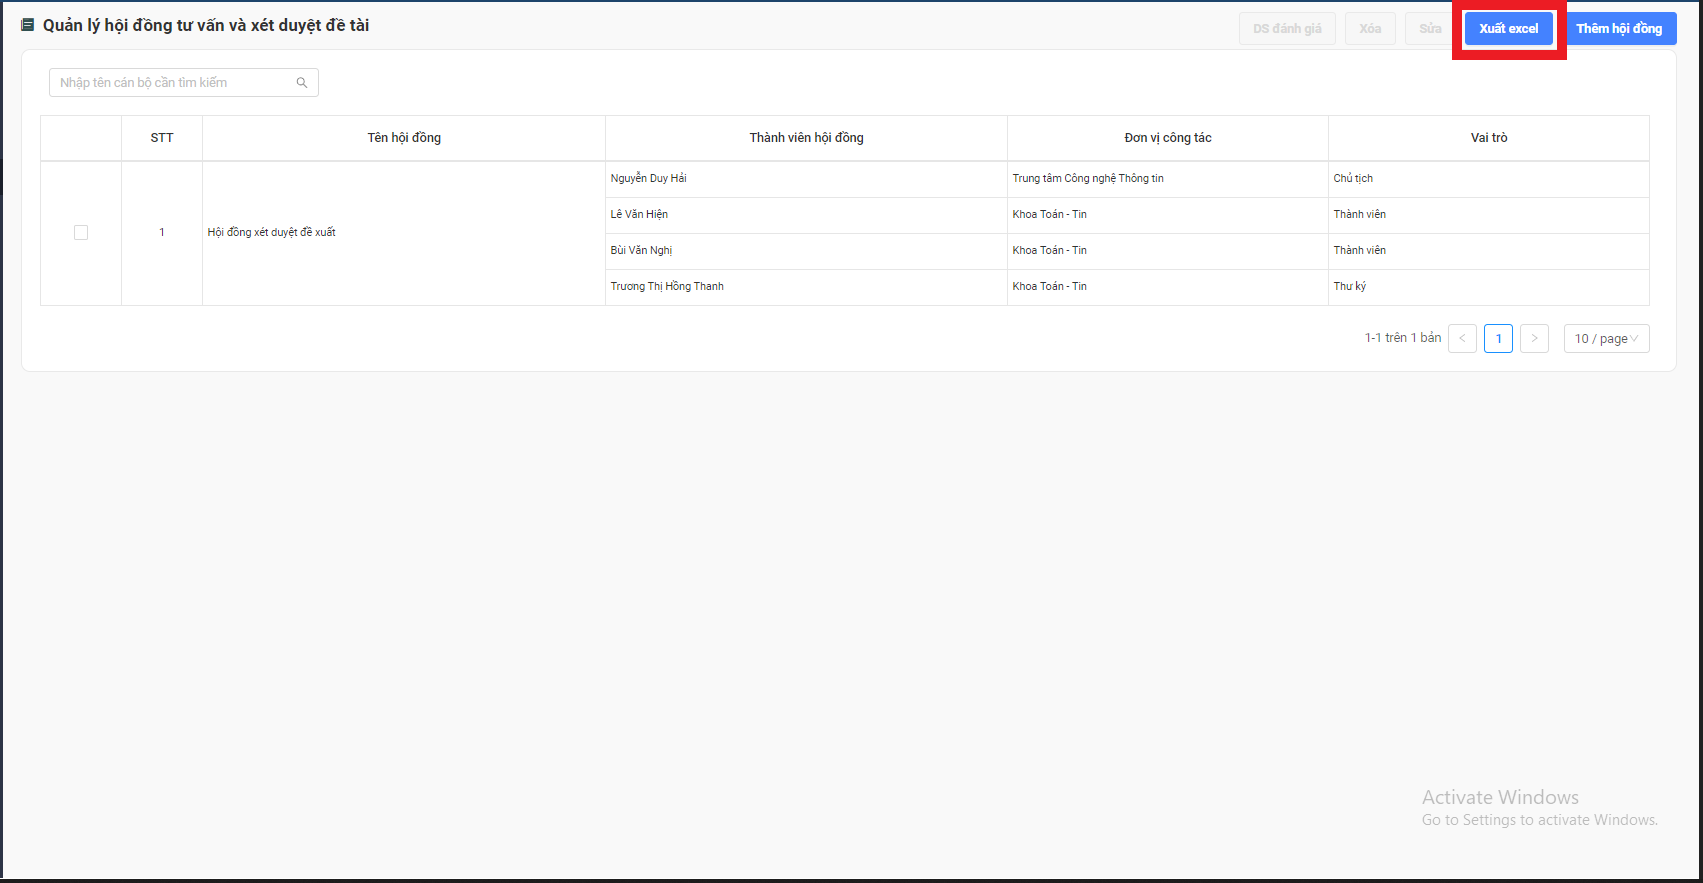 Quản lý hội đồng tư vấn và xét duyệt đề tài
DS đánh giá
Xóa
Sửa
Xuất excel
Thêm hội đồng
Nhập tên cán bộ cần tìm kiếm
STT
Tên hội đồng
Thành viên hội đồng
Đơn vị công tác
Vai trò
1
Hội đồng xét duyệt đề xuất
Nguyễn Duy Hải
Trung tâm Công nghệ Thông tin
Chủ tịch
Lê Văn Hiện
Khoa Toán - Tin
Thành viên
Bùi Văn Nghị
Khoa Toán - Tin
Thành viên
Trương Thị Hồng Thanh
Khoa Toán - Tin
Thư ký
1-1 trên 1 bản
<
1
>
10 / page
Activate Windows
Go to Settings to activate Windows.